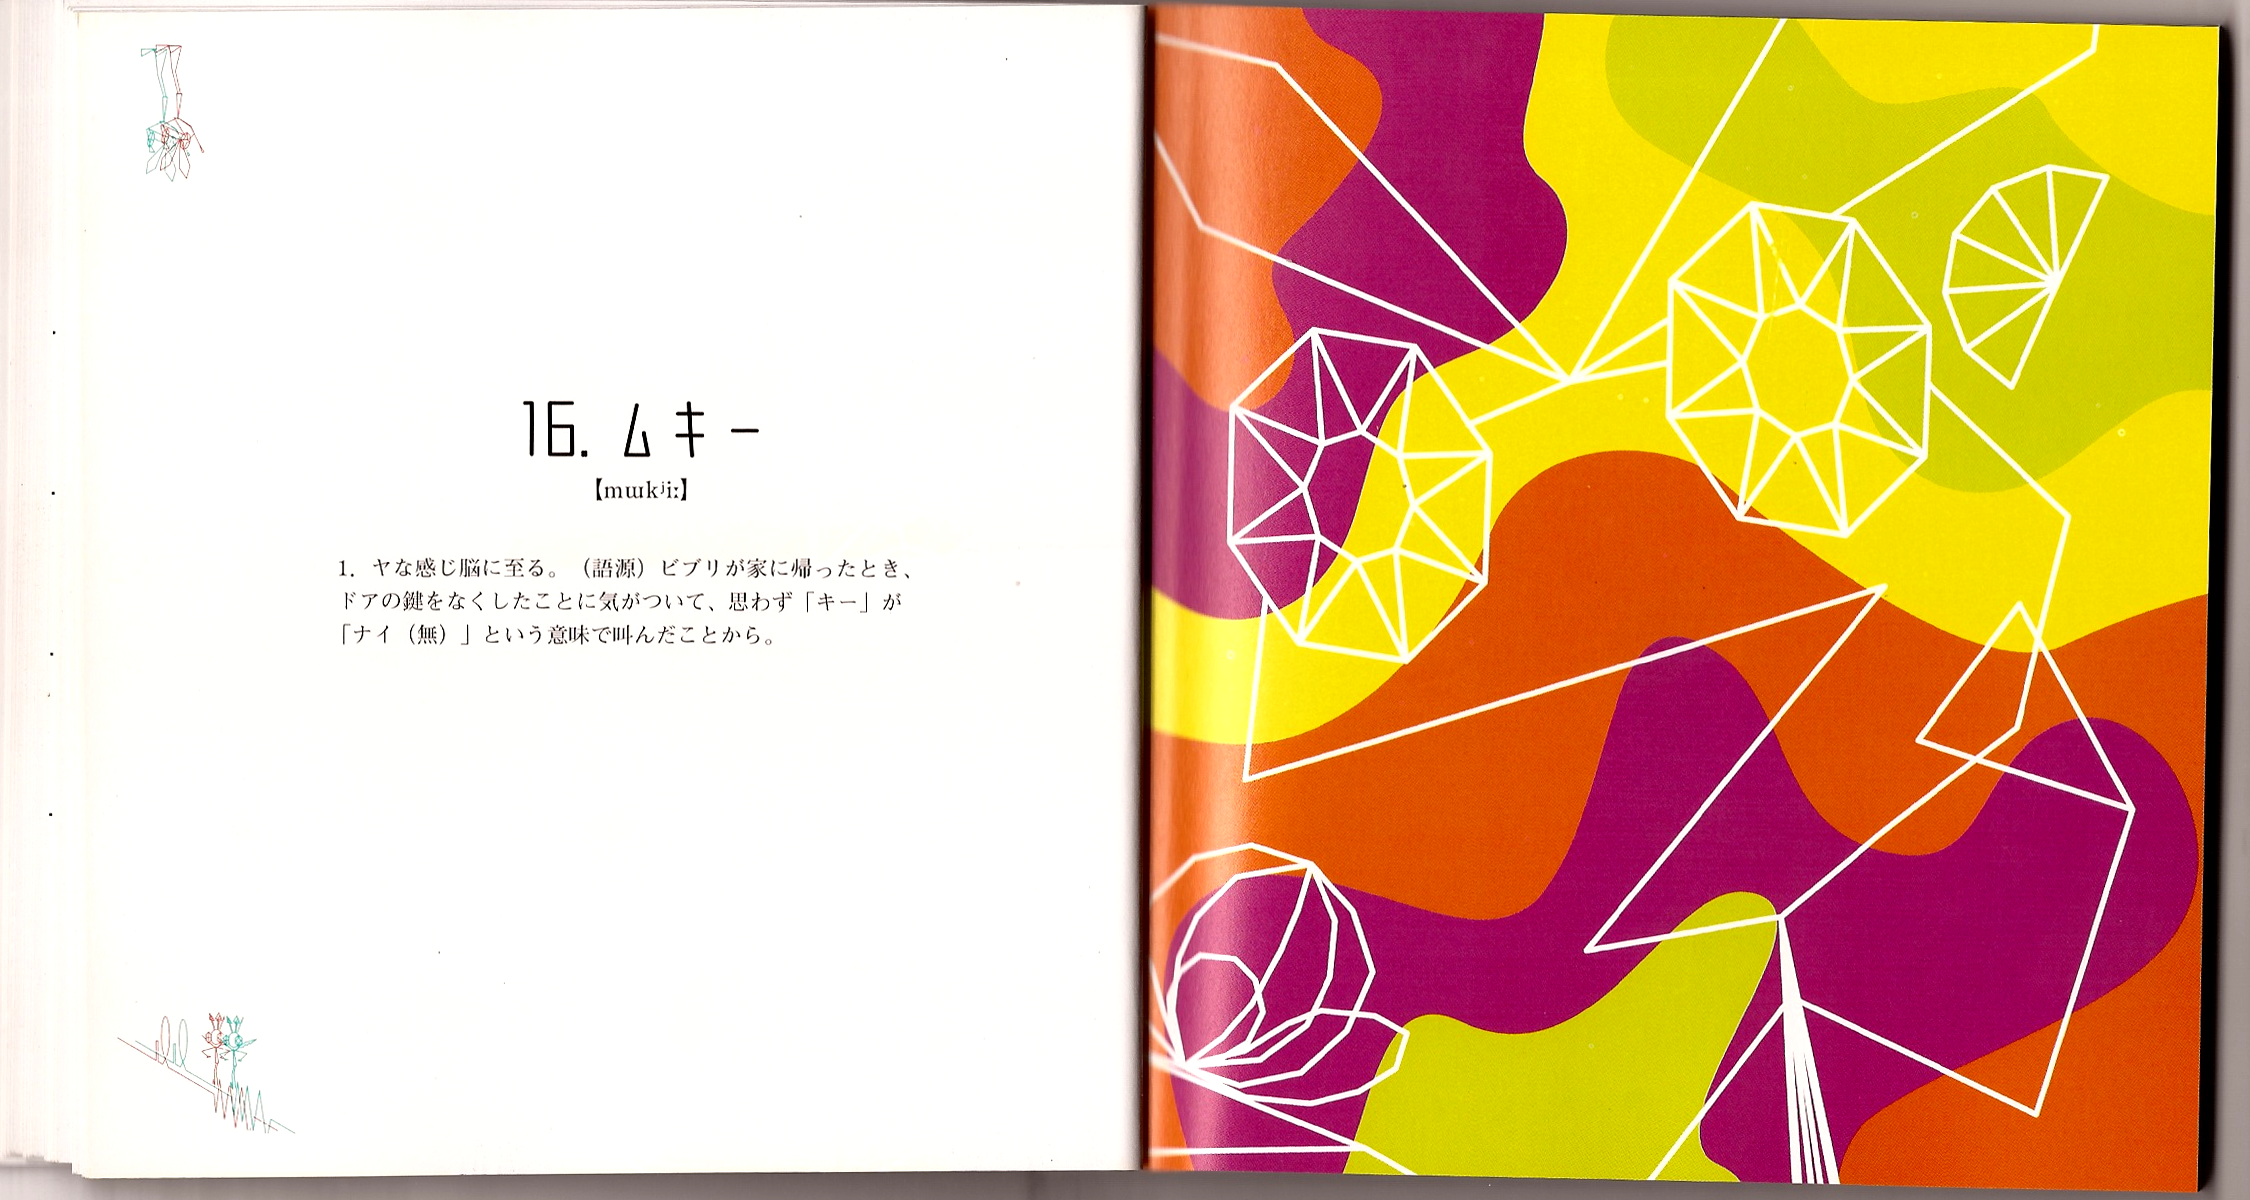 16. ムキー
【mɯkʲiː】
1. ヤな感じ脳に至る。（語源）ビブリが家に帰ったとき、
ドアの鍵をなくしたことに気がついて、思わず「キー」が
「ナイ（無）」という意味で叫んだことから。